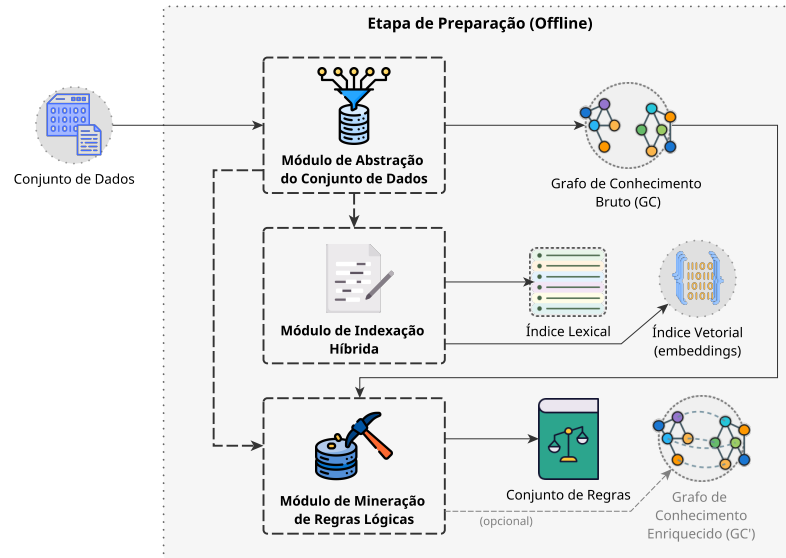 Etapa de Preparação (Offline)
Conjunto de Dados
Módulo de Abstração
do Conjunto de Dados
Grafo de Conhecimento
Bruto (GC)
Módulo de Indexação
Híbrida
Índice Lexical
Índice Vetorial
(embeddings)
Módulo de Mineração
de Regras Lógicas
Conjunto de Regras
(opcional)
Grafo de
Conhecimento
Enriquecido (GC')